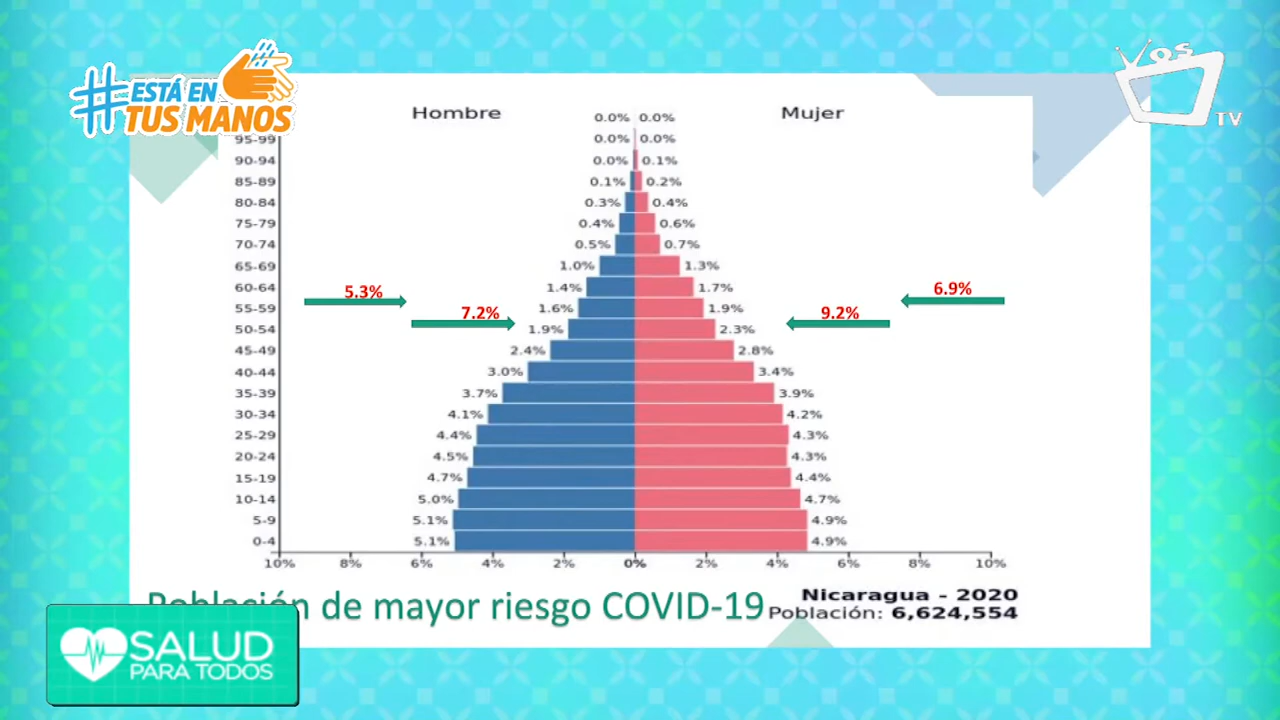 #ESTÁ EN
TUS MANOS
VOS
TV
Hombre
Mujer
0.0% 0.0%
95-99 0.0% 0.0%
90-94 0.0% 0.1%
85-89 0.1% 0.2%
80-84 0.3% 0.4%
75-79 0.4% 0.6%
70-74 0.5% 0.7%
65-69 1.0% 1.3%
60-64 1.4% 1.7%
5.3%
6.9%
55-59 1.6% 1.9%
7.2%
9.2%
50-54 1.9% 2.3%
45-49 2.4% 2.8%
40-44 3.0% 3.4%
35-39 3.7% 3.9%
30-34 4.1% 4.2%
25-29 4.4% 4.3%
20-24 4.5% 4.3%
15-19 4.7% 4.4%
10-14 5.0% 4.7%
5-9 5.1% 4.9%
0-4 5.1% 4.9%
10% 8% 6% 4% 2% 0% 2% 4% 6% 8% 10%
Población de mayor riesgo COVID-19
Nicaragua - 2020
Población: 6,624,554
SALUD
PARA TODOS